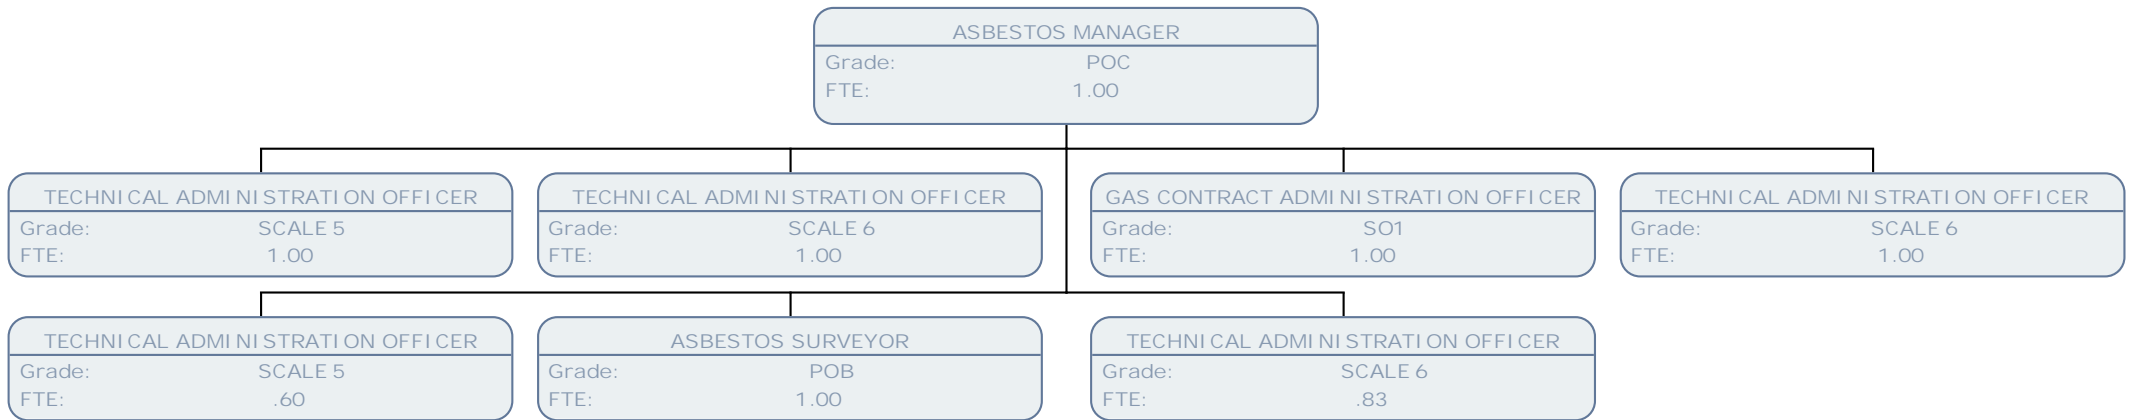 ASBESTOS MANAGER
Grade: POC
FTE: 1.00
TECHNICAL ADMINISTRATION OFFICER
Grade: SCALE 5
FTE: 1.00
TECHNICAL ADMINISTRATION OFFICER
Grade: SCALE 6
FTE: 1.00
GAS CONTRACT ADMINISTRATION OFFICER
Grade: SO1
FTE: 1.00
TECHNICAL ADMINISTRATION OFFICER
Grade: SCALE 6
FTE: 1.00
TECHNICAL ADMINISTRATION OFFICER
Grade: SCALE 5
FTE: .60
ASBESTOS SURVEYOR
Grade: POB
FTE: 1.00
TECHNICAL ADMINISTRATION OFFICER
Grade: SCALE 6
FTE: .83